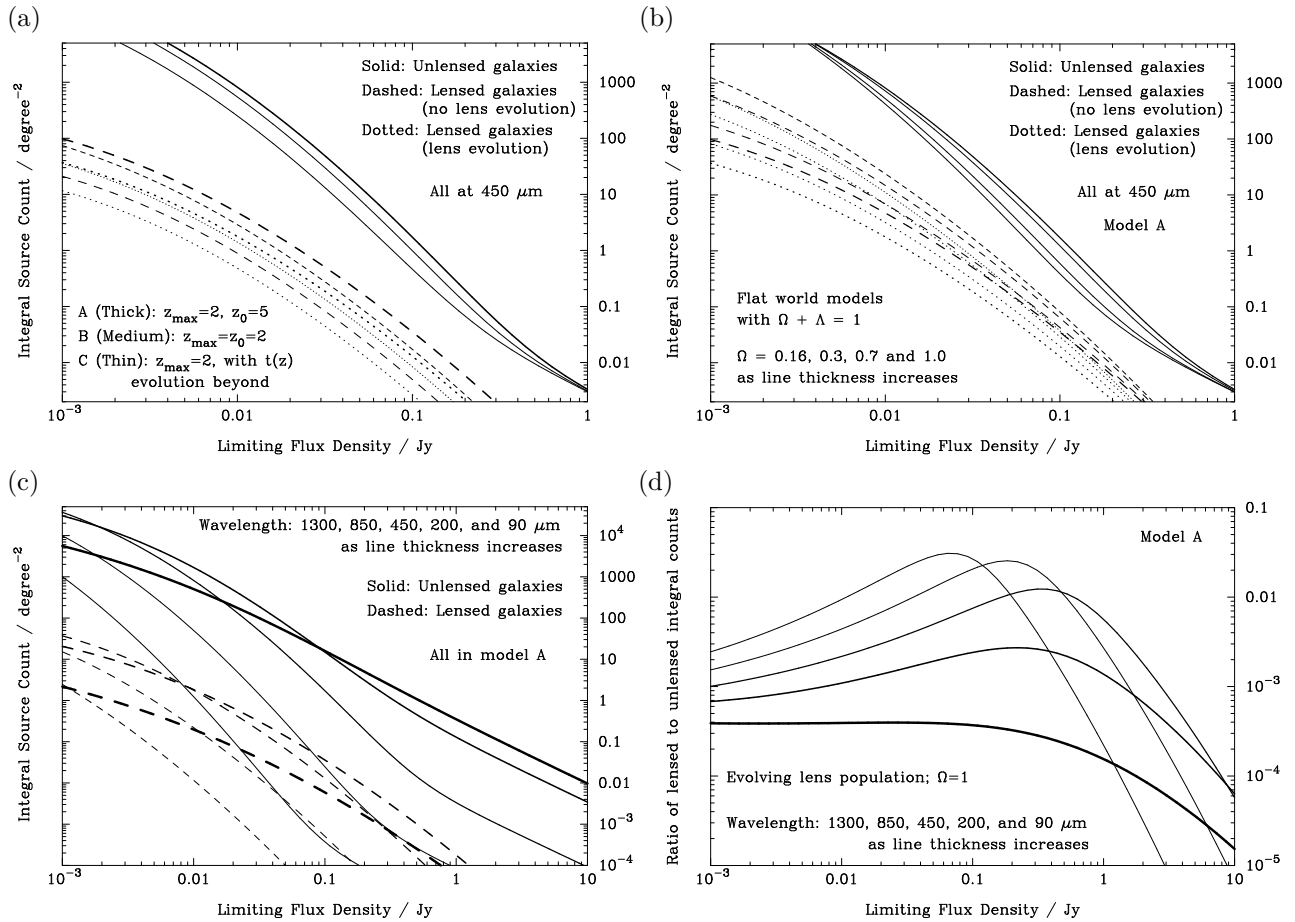 (a)
Integral Source Count / degree⁻²
Solid: Unlensed galaxies
Dashed: Lensed galaxies
(no lens evolution)
Dotted: Lensed galaxies
(lens evolution)
All at 450 μm
A (Thick): z_max=2, z_0=5
B (Medium): z_max=z_0=2
C (Thin): z_max=2, with t(z)
evolution beyond
1000
100
10
1
0.1
0.01
10⁻³ 0.01 0.1 1
Limiting Flux Density / Jy
(b)
Integral Source Count / degree⁻²
Solid: Unlensed galaxies
Dashed: Lensed galaxies
(no lens evolution)
Dotted: Lensed galaxies
(lens evolution)
All at 450 μm
Model A
Flat world models
with Ω + Λ = 1
Ω = 0.16, 0.3, 0.7 and 1.0
as line thickness increases
1000
100
10
1
0.1
0.01
10⁻³ 0.01 0.1 1
Limiting Flux Density / Jy
(c)
Integral Source Count / degree⁻²
Wavelength: 1300, 850, 450, 200, and 90 μm
as line thickness increases
Solid: Unlensed galaxies
Dashed: Lensed galaxies
All in model A
10⁴
1000
100
10
1
0.1
0.01
10⁻³
10⁻⁴
10⁻³ 0.01 0.1 1 10
Limiting Flux Density / Jy
(d)
Ratio of lensed to unlensed integral counts
Model A
Evolving lens population; Ω=1
Wavelength: 1300, 850, 450, 200, and 90 μm
as line thickness increases
0.1
0.01
10⁻³
10⁻⁴
10⁻⁵
10⁻³ 0.01 0.1 1 10
Limiting Flux Density / Jy